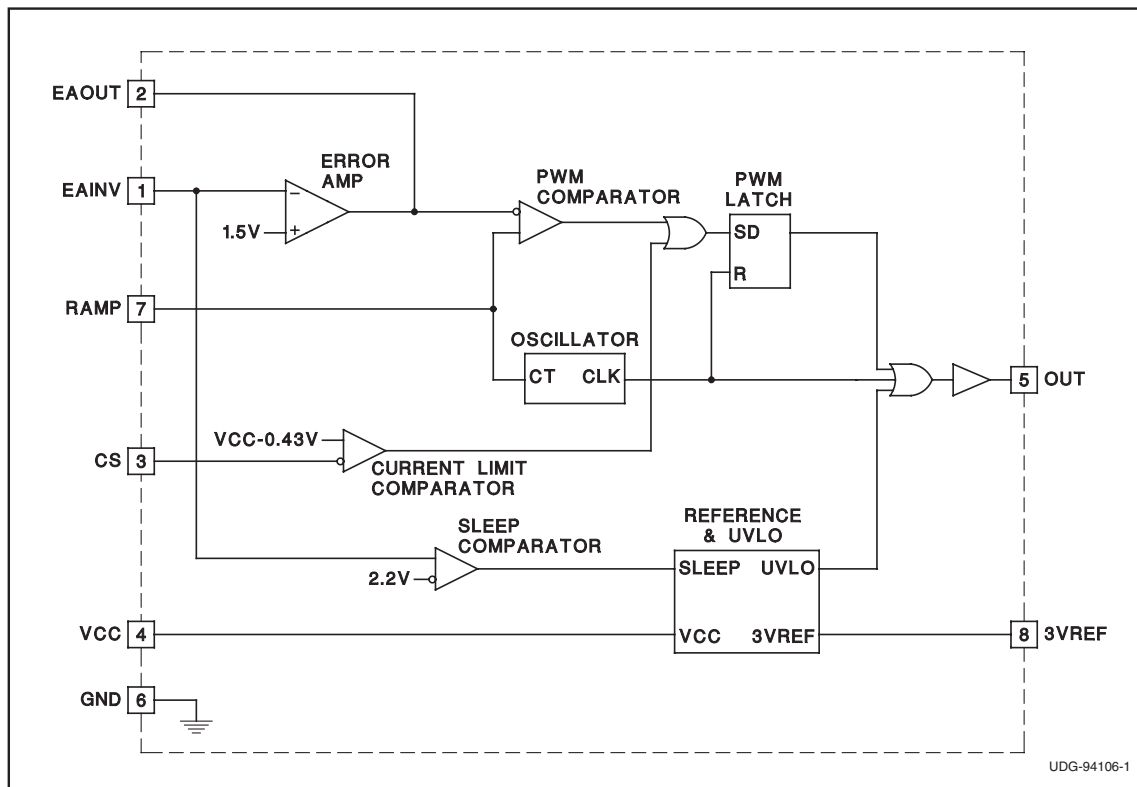 EAOUT 2
EAINV 1
ERROR
AMP
−
1.5V
+
PWM
COMPARATOR
PWM
LATCH
SD
R
RAMP 7
OSCILLATOR
CT CLK
5 OUT
VCC-0.43V
CS 3
CURRENT LIMIT
COMPARATOR
SLEEP
COMPARATOR
2.2V
REFERENCE
& UVLO
SLEEP UVLO
VCC 3VREF
VCC 4
8 3VREF
GND 6
UDG-94106-1